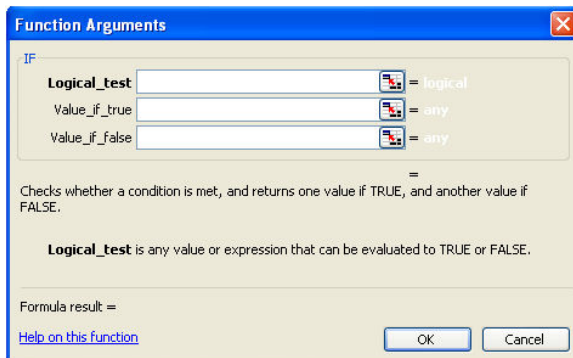 Function Arguments
IF
Logical_test = logical
Value_if_true = any
Value_if_false = any
=
Checks whether a condition is met, and returns one value if TRUE, and another value if
FALSE.
Logical_test is any value or expression that can be evaluated to TRUE or FALSE.
Formula result =
Help on this function OK Cancel